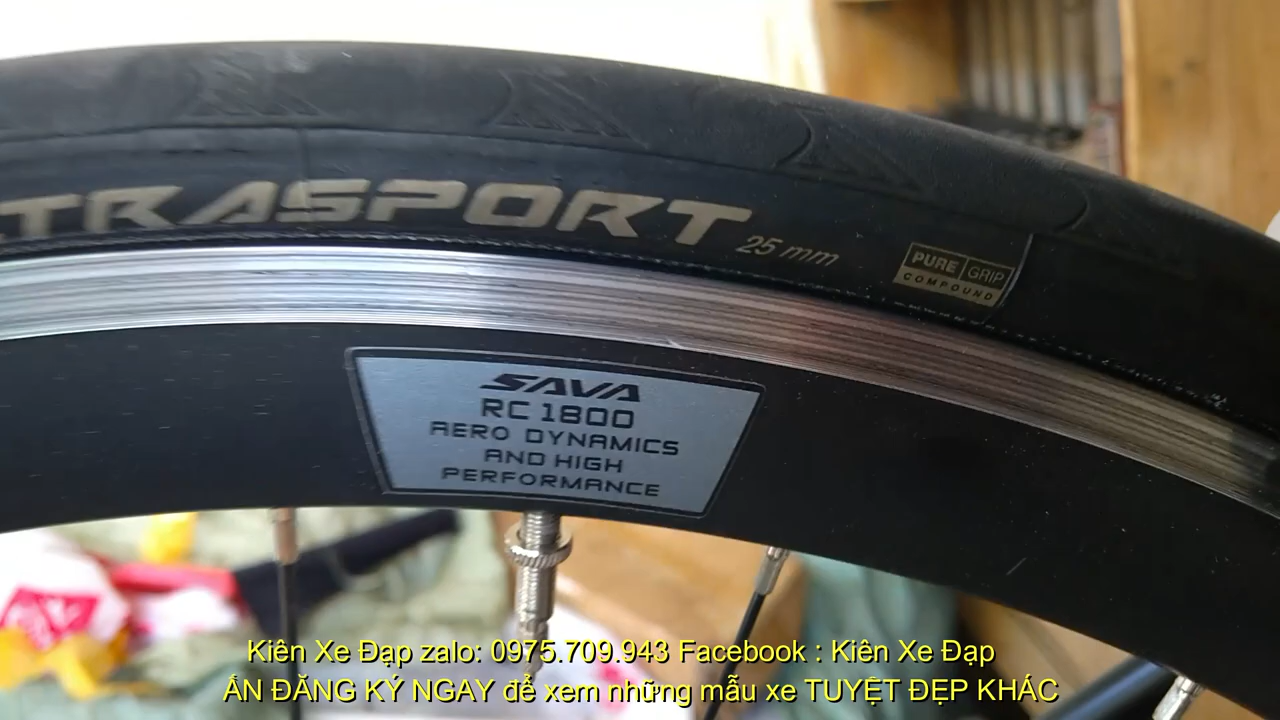 TRASPORT 25 mm
PURE GRIP
COMPOUND
SAVA
RC 1800
AERO DYNAMICS
AND HIGH
PERFORMANCE
Kiên Xe Đạp zalo: 0975.709.943 Facebook : Kiên Xe Đạp
ẤN ĐĂNG KÝ NGAY để xem những mẫu xe TUYỆT ĐẸP KHÁC